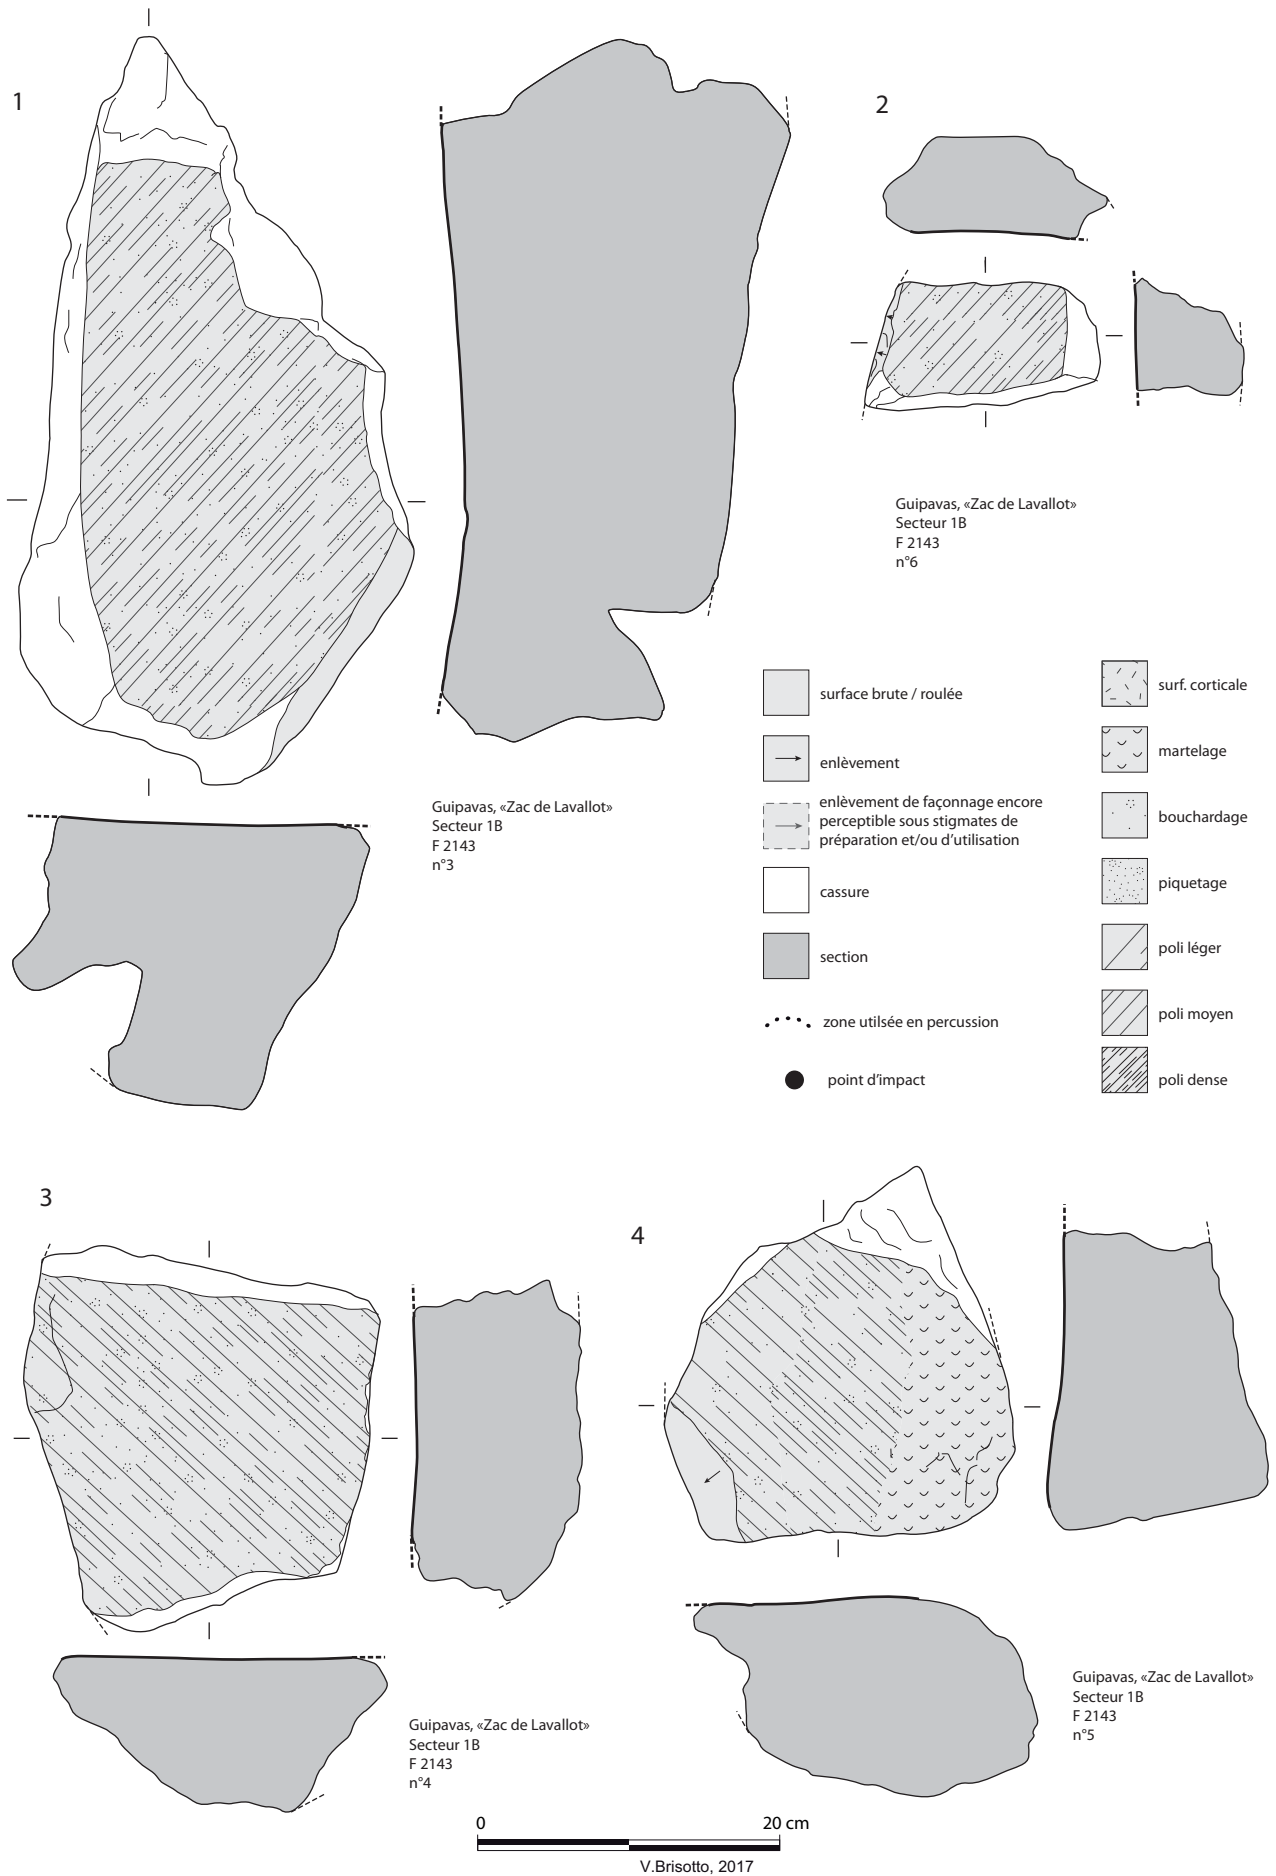 1
2
Guipavas, «Zac de Lavallot»
Secteur 1B
F 2143
n°6
surface brute / roulée
enlèvement
enlèvement de façonnage encore
perceptible sous stigmates de
préparation et/ou d'utilisation
cassure
section
zone utilsée en percussion
point d'impact
surf. corticale
martelage
bouchardage
piquetage
poli léger
poli moyen
poli dense
Guipavas, «Zac de Lavallot»
Secteur 1B
F 2143
n°3
3
4
Guipavas, «Zac de Lavallot»
Secteur 1B
F 2143
n°5
Guipavas, «Zac de Lavallot»
Secteur 1B
F 2143
n°4
0 20 cm
V.Brisotto, 2017